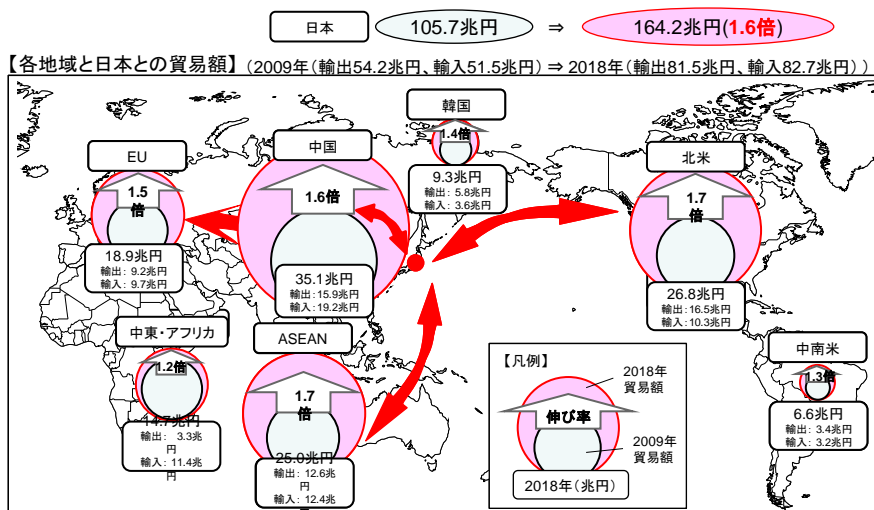 日本
105.7兆円
⇒
164.2兆円(1.6倍)
【各地域と日本との貿易額】 (2009年(輸出54.2兆円、輸入51.5兆円) ⇒ 2018年(輸出81.5兆円、輸入82.7兆円))
韓国
1.4倍
9.3兆円
輸出: 5.8兆円
輸入: 3.6兆円
EU
1.5
倍
18.9兆円
輸出: 9.2兆円
輸入: 9.7兆円
中国
1.6倍
35.1兆円
輸出: 15.9兆円
輸入: 19.2兆円
北米
1.7
倍
26.8兆円
輸出: 16.5兆円
輸入: 10.3兆円
中東・アフリカ
1.2倍
14.7兆円
輸出: 3.3兆
円
輸入: 11.4兆
円
ASEAN
1.7
倍
25.0兆円
輸出: 12.6兆
円
輸入: 12.4兆
円
【凡例】
2018年
貿易額
伸び率
2009年
貿易額
2018年(兆円)
中南米
1.3倍
6.6兆円
輸出: 3.4兆円
輸入: 3.2兆円